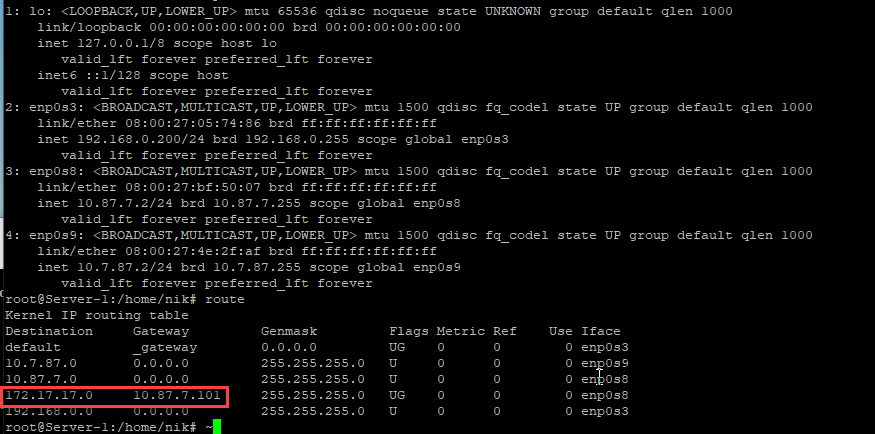 1: lo: <LOOPBACK,UP,LOWER_UP> mtu 65536 qdisc noqueue state UNKNOWN group default qlen 1000
    link/loopback 00:00:00:00:00:00 brd 00:00:00:00:00:00
    inet 127.0.0.1/8 scope host lo
       valid_lft forever preferred_lft forever
    inet6 ::1/128 scope host
       valid_lft forever preferred_lft forever
2: enp0s3: <BROADCAST,MULTICAST,UP,LOWER_UP> mtu 1500 qdisc fq_codel state UP group default qlen 1000
    link/ether 08:00:27:05:74:86 brd ff:ff:ff:ff:ff:ff
    inet 192.168.0.200/24 brd 192.168.0.255 scope global enp0s3
       valid_lft forever preferred_lft forever
3: enp0s8: <BROADCAST,MULTICAST,UP,LOWER_UP> mtu 1500 qdisc fq_codel state UP group default qlen 1000
    link/ether 08:00:27:bf:50:07 brd ff:ff:ff:ff:ff:ff
    inet 10.87.7.2/24 brd 10.87.7.255 scope global enp0s8
       valid_lft forever preferred_lft forever
4: enp0s9: <BROADCAST,MULTICAST,UP,LOWER_UP> mtu 1500 qdisc fq_codel state UP group default qlen 1000
    link/ether 08:00:27:4e:2f:af brd ff:ff:ff:ff:ff:ff
    inet 10.7.87.2/24 brd 10.7.87.255 scope global enp0s9
       valid_lft forever preferred_lft forever
root@Server-1:/home/nik# route
Kernel IP routing table
Destination     Gateway         Genmask         Flags Metric Ref    Use Iface
default         _gateway        0.0.0.0         UG    0      0        0 enp0s3
10.7.87.0       0.0.0.0         255.255.255.0   U     0      0        0 enp0s9
10.87.7.0       0.0.0.0         255.255.255.0   U     0      0        0 enp0s8
172.17.17.0     10.87.7.101     255.255.255.0   UG    0      0        0 enp0s8
192.168.0.0     0.0.0.0         255.255.255.0   U     0      0        0 enp0s3
root@Server-1:/home/nik# ~